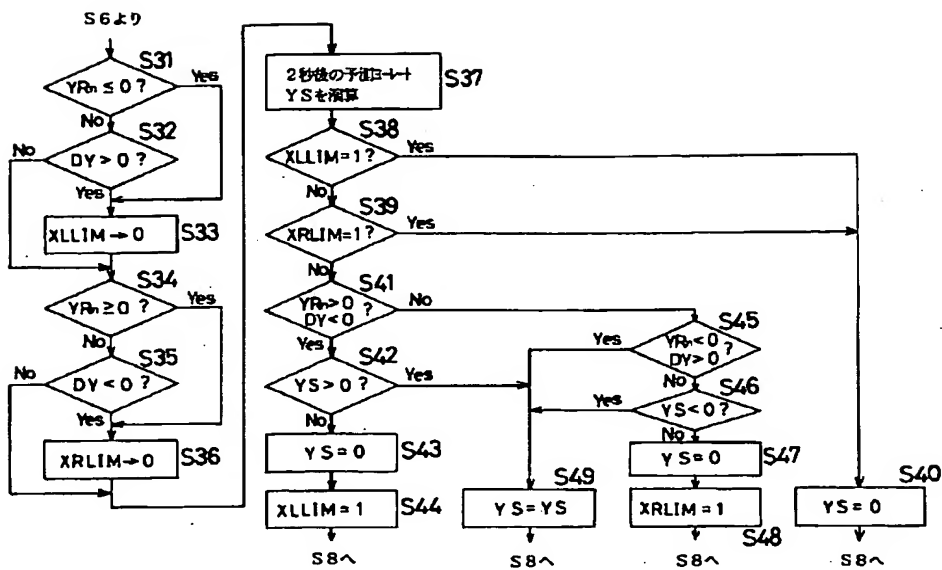 S6より
S31
YRn≤0?
Yes
No
S32
DY>0?
No
Yes
XLLIM→0
S33
S34
YRn≥0?
Yes
No
S35
DY<0?
No
Yes
XRLIM→0
S36
2秒後の予測ヨーレート
YSを演算
S37
S38
XLLIM=1?
Yes
No
S39
XRLIM=1?
Yes
No
S41
YRn>0
DY<0
?
No
Yes
S42
YS>0?
Yes
No
YS=0
S43
XLLIM=1
S44
S8へ
S45
YRn<0
DY>0
?
Yes
No
S46
YS<0?
Yes
No
YS=0
S47
XRLIM=1
S48
S8へ
S49
YS=YS
S8へ
S40
YS=0
S8へ